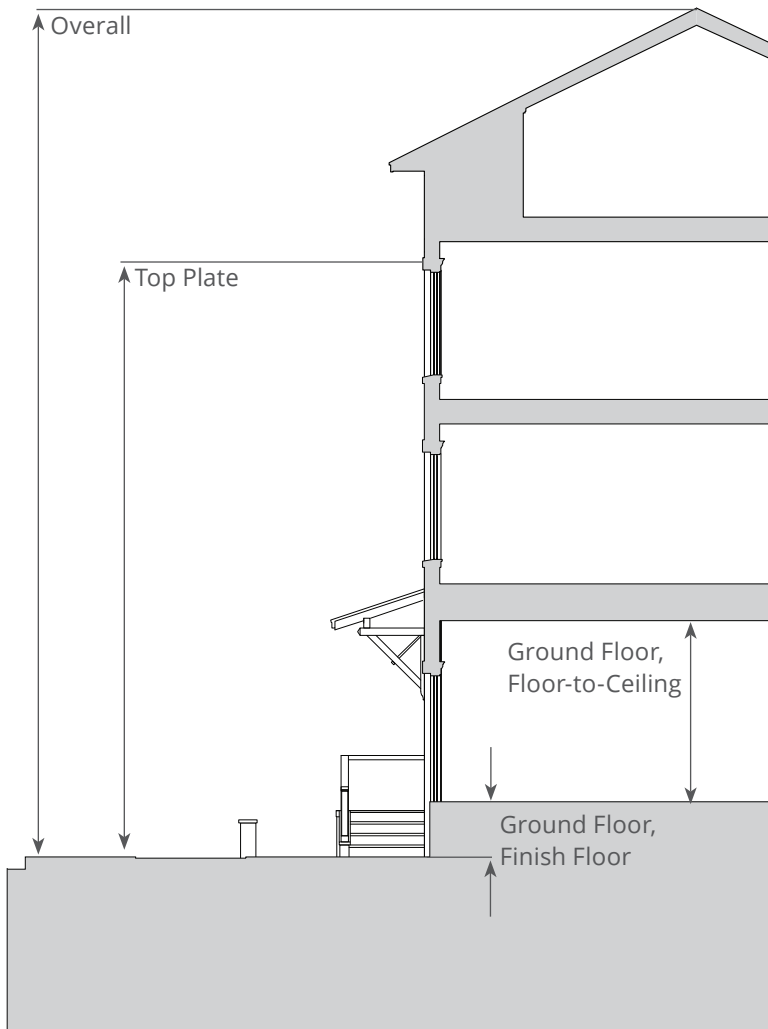 Overall
Top Plate
Ground Floor,
Floor-to-Ceiling
Ground Floor,
Finish Floor